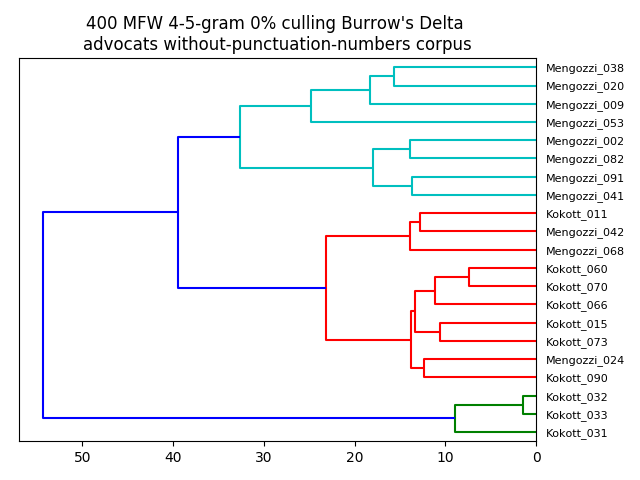 400 MFW 4-5-gram 0% culling Burrow's Delta
advocats without-punctuation-numbers corpus
Mengozzi_038
Mengozzi_020
Mengozzi_009
Mengozzi_053
Mengozzi_002
Mengozzi_082
Mengozzi_091
Mengozzi_041
Kokott_011
Mengozzi_042
Mengozzi_068
Kokott_060
Kokott_070
Kokott_066
Kokott_015
Kokott_073
Mengozzi_024
Kokott_090
Kokott_032
Kokott_033
Kokott_031
50 40 30 20 10 0